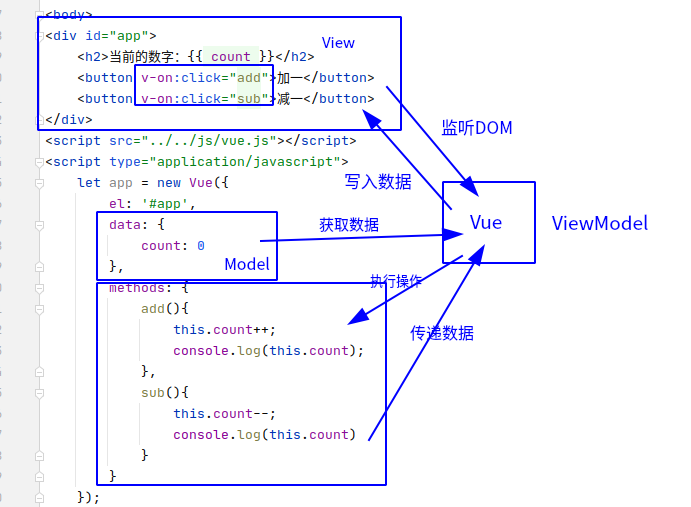 <body>
<div id="app">
View
<h2>当前的数字: {{ count }}</h2>
<button v-on:click="add">加一</button>
<button v-on:click="sub">减一</button>
</div>
监听DOM
<script src="../../js/vue.js"></script>
<script type="application/javascript">
写入数据
let app = new Vue({
el: '#app',
data: {
获取数据
Vue
ViewModel
count: 0
},
Model
methods: {
执行操作
add(){
this.count++;
传递数据
console.log(this.count);
},
sub(){
this.count--;
console.log(this.count)
}
}
});